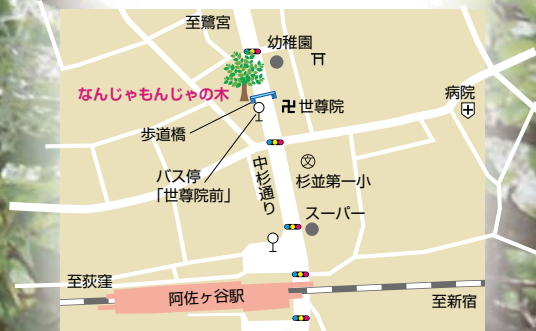 至鷺宮
幼稚園
なんじゃもんじゃの木
病院
卍世尊院
歩道橋
バス停
「世尊院前」
中杉通り
文
杉並第一小
スーパー
至荻窪
阿佐ヶ谷駅
至新宿